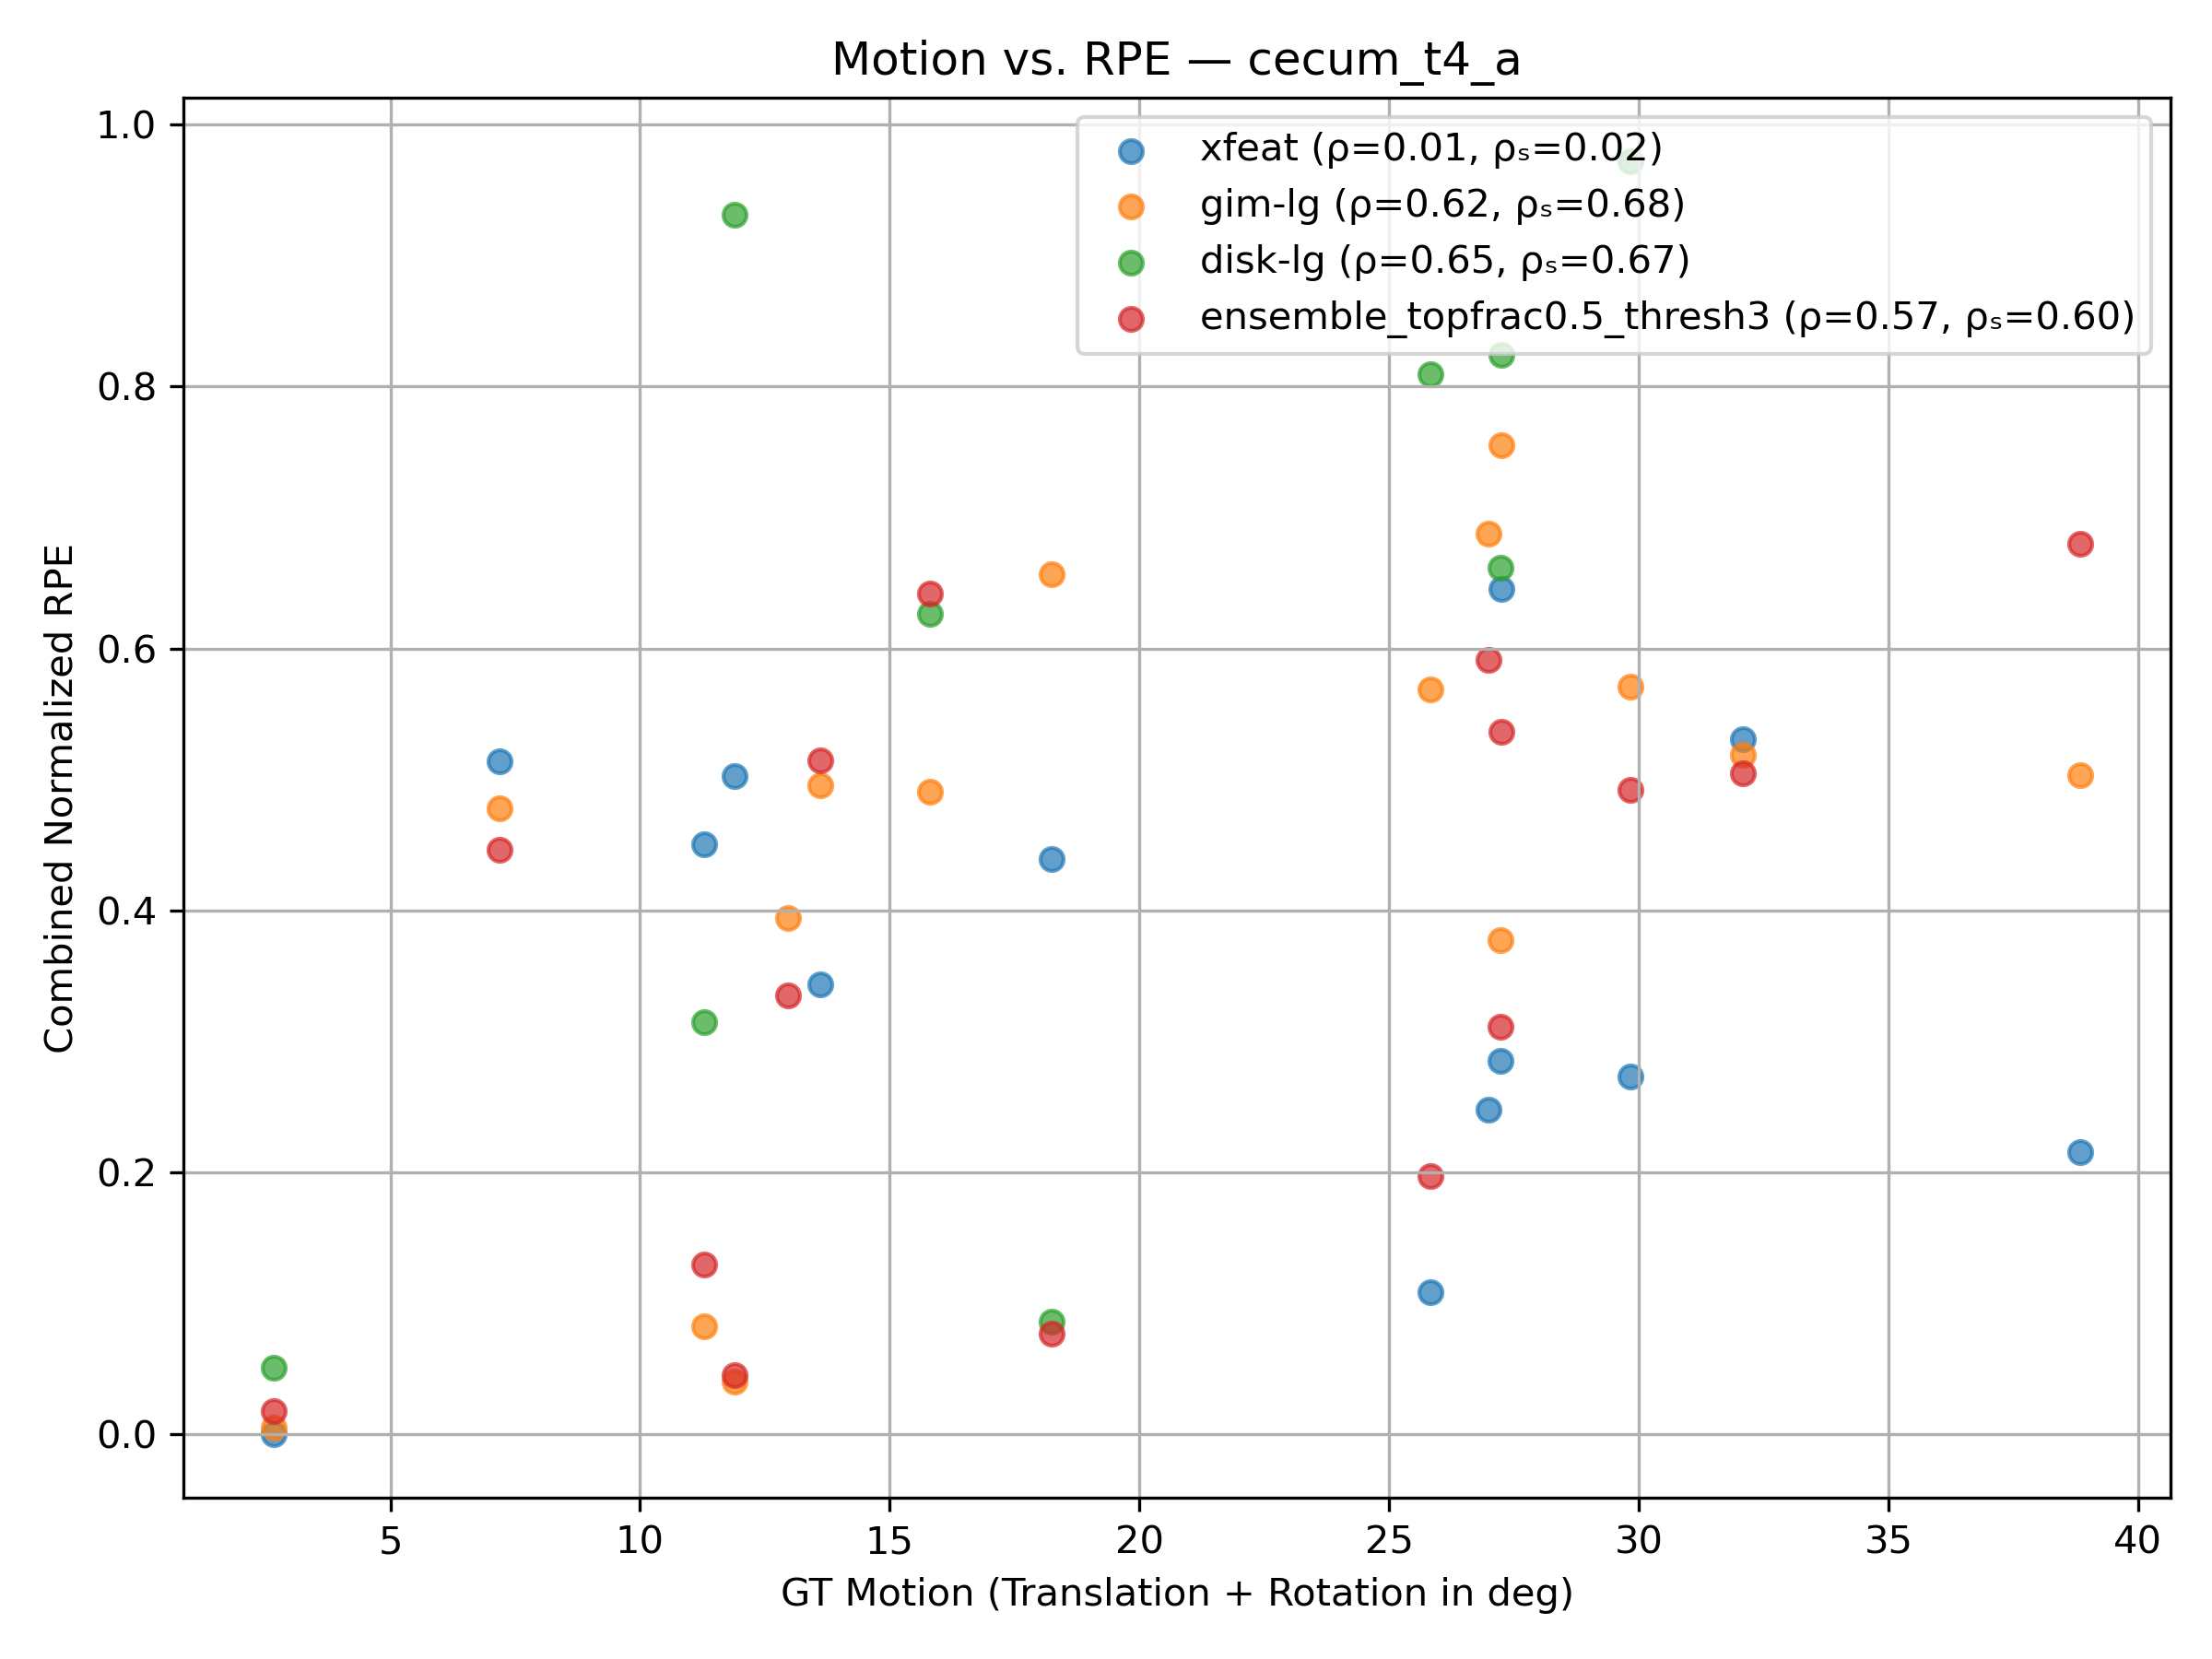 Motion vs. RPE — cecum_t4_a
xfeat (ρ=0.01, ρₛ=0.02)
gim-lg (ρ=0.62, ρₛ=0.68)
disk-lg (ρ=0.65, ρₛ=0.67)
ensemble_topfrac0.5_thresh3 (ρ=0.57, ρₛ=0.60)
Combined Normalized RPE
1.0
0.8
0.6
0.4
0.2
0.0
5 10 15 20 25 30 35 40
GT Motion (Translation + Rotation in deg)